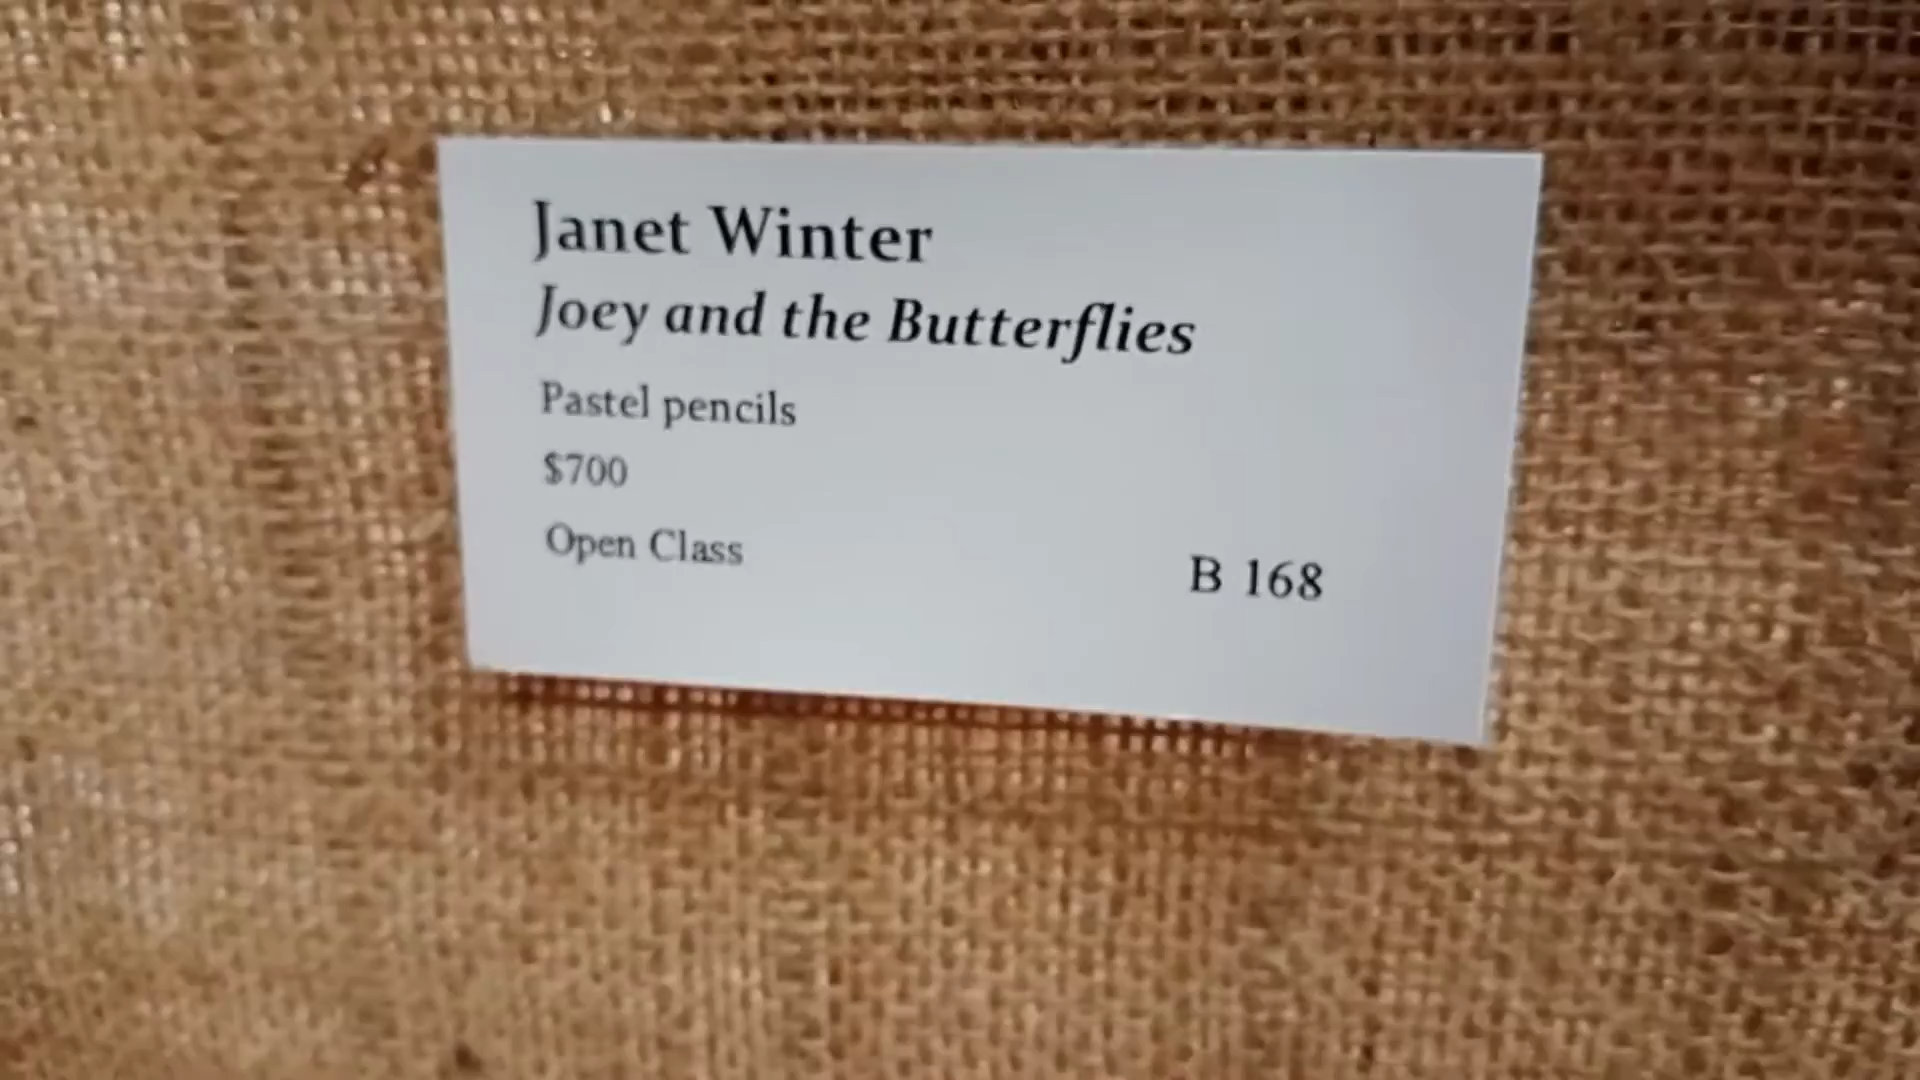 Janet Winter
Joey and the Butterflies
Pastel pencils
$700
Open Class
B 168